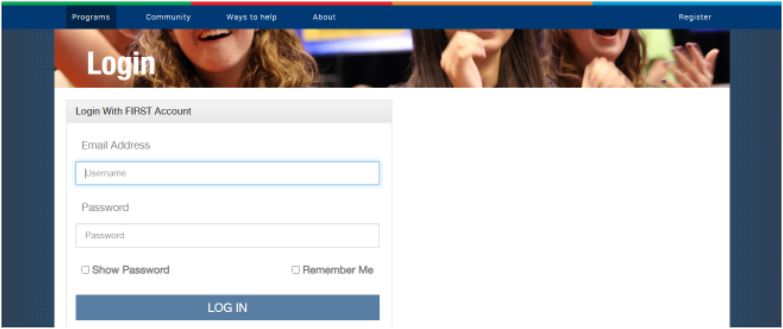 Programs Community Ways to help About Register
Login
Login With FIRST Account
Email Address
Username
Password
Password
Show Password Remember Me
LOG IN